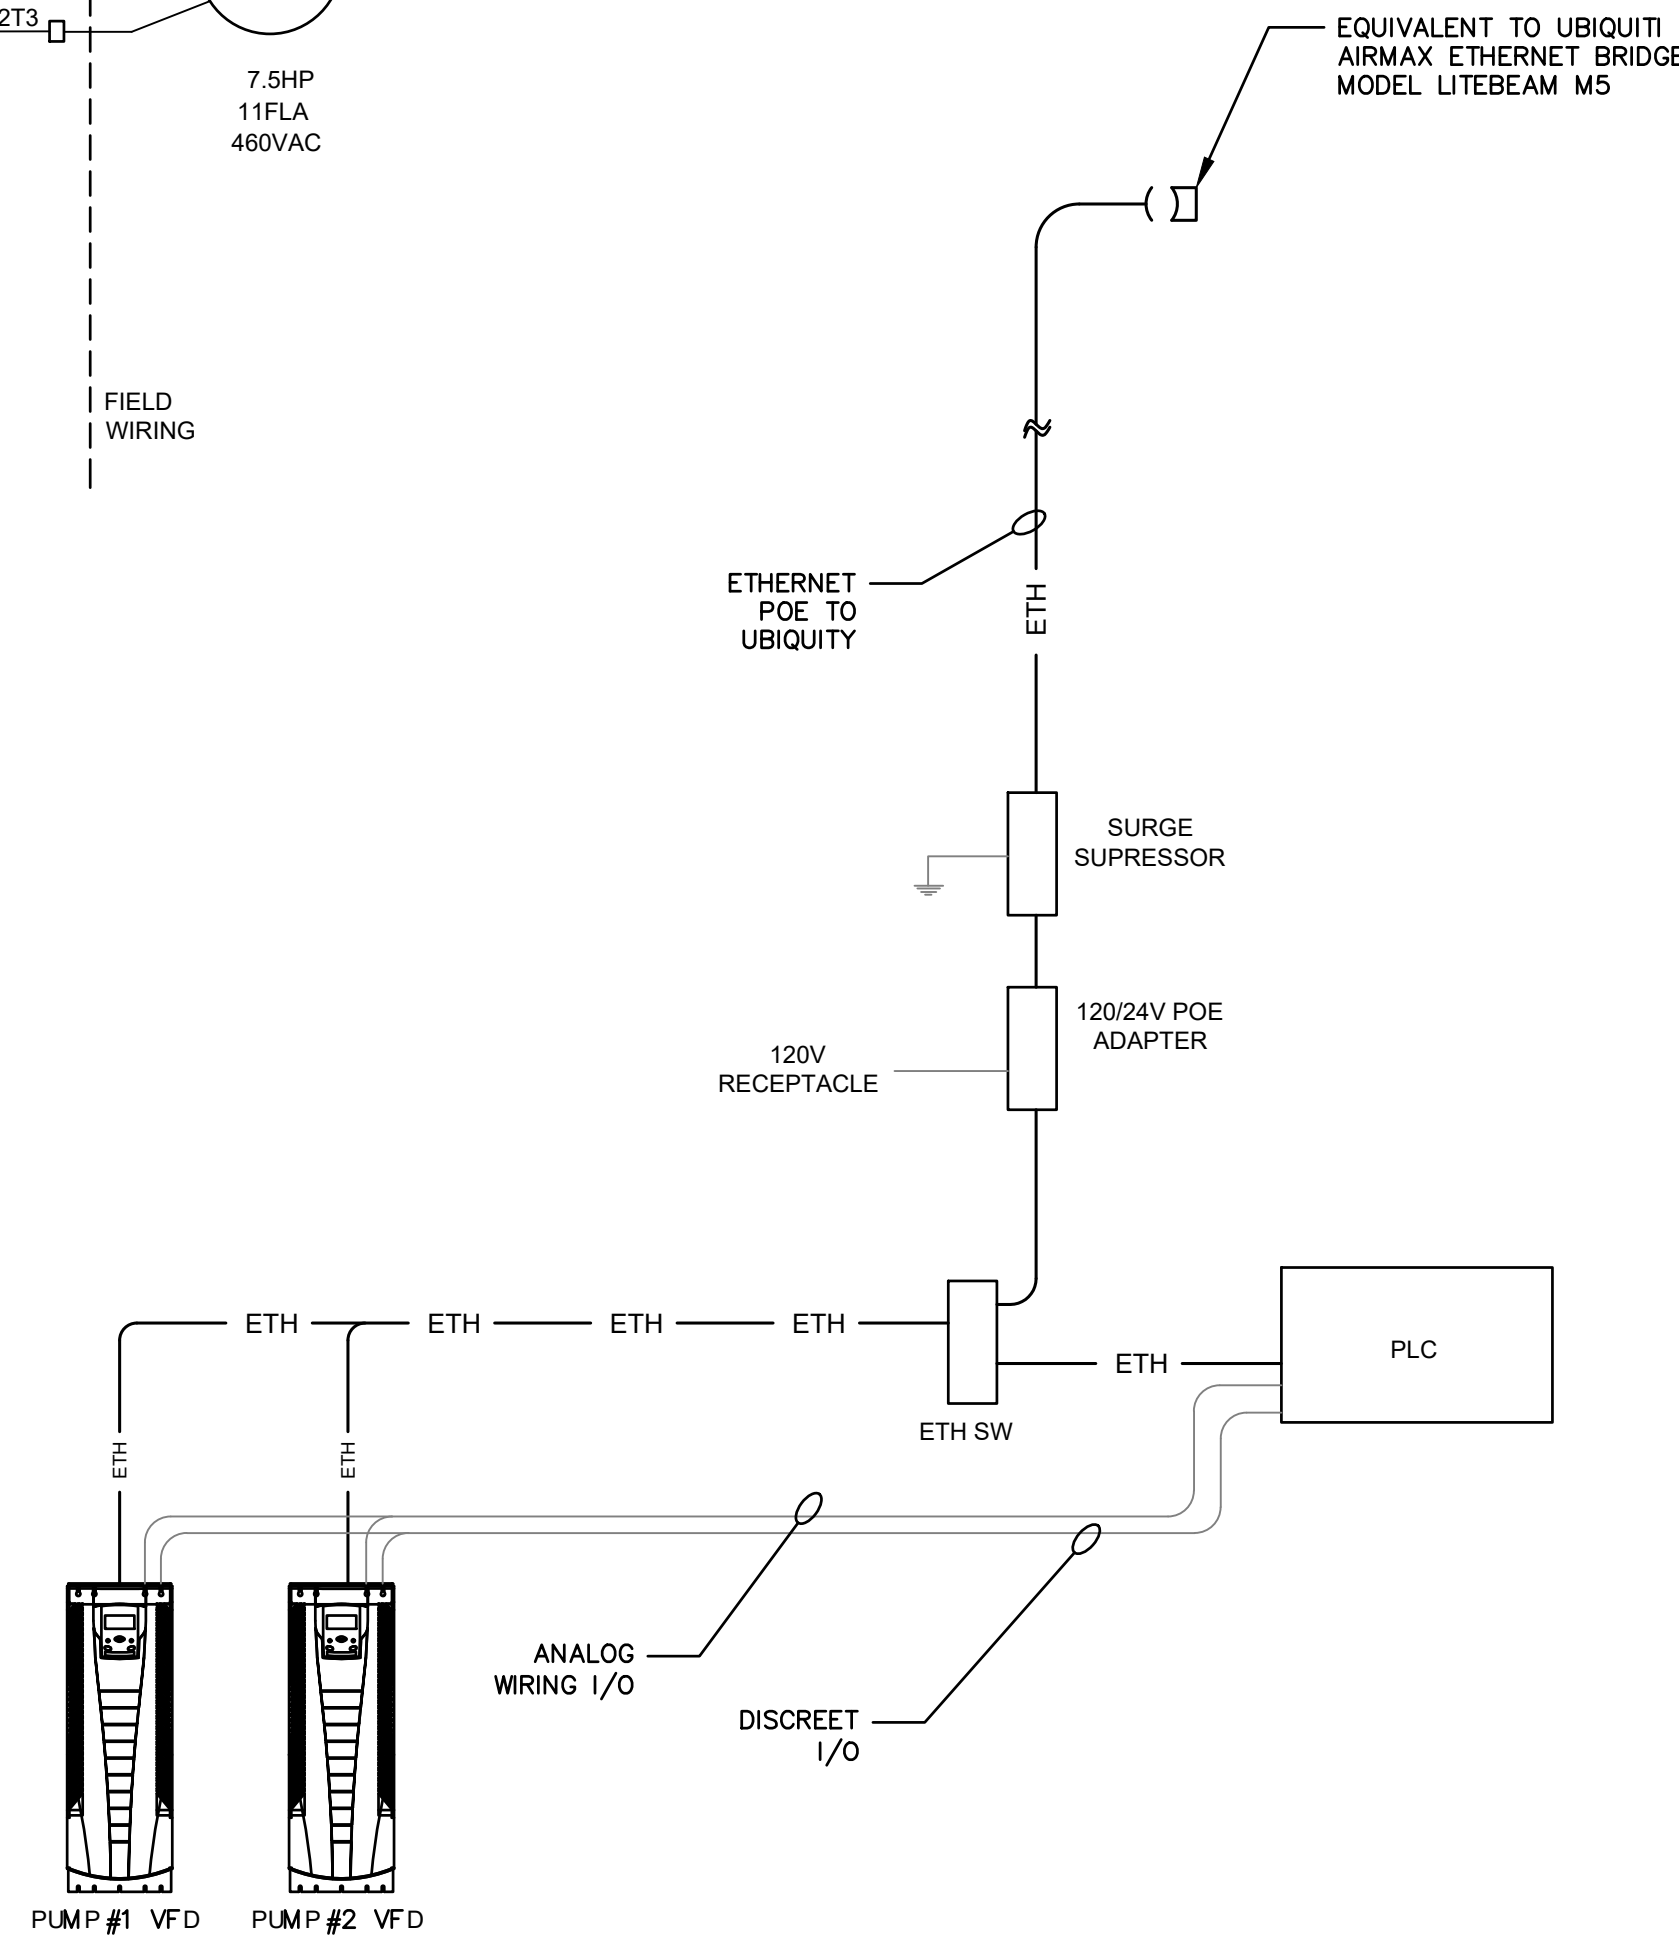 2T3
7.5HP
11FLA
460VAC
EQUIVALENT TO UBIQUITI
AIRMAX ETHERNET BRIDGE
MODEL LITEBEAM M5
FIELD
WIRING
ETHERNET
POE TO
UBIQUITY
ETH
SURGE
SUPRESSOR
120/24V POE
ADAPTER
120V
RECEPTACLE
ETH
ETH
ETH
ETH
ETH
PLC
ETH SW
ETH
ETH
ANALOG
WIRING I/O
DISCREET
I/O
PUMP #1 VFD
PUMP #2 VFD